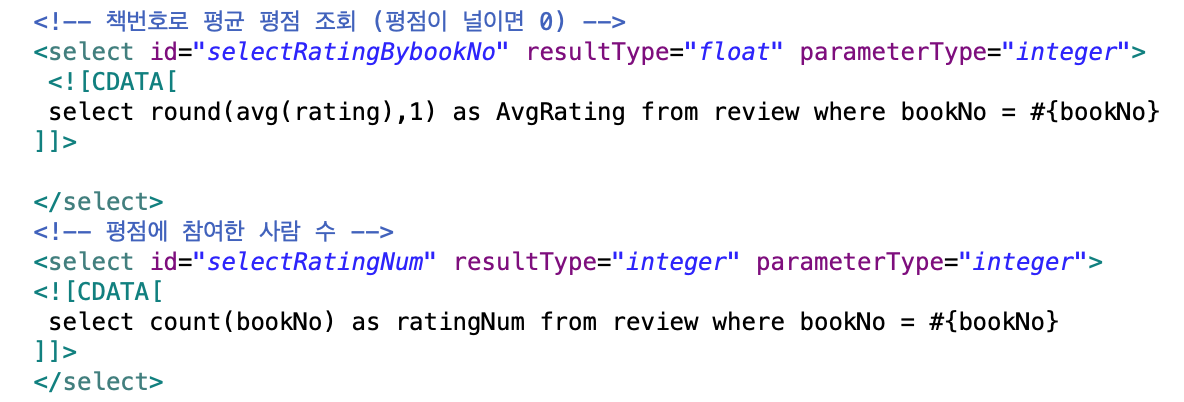 <!-- 책번호로 평균 평점 조회 (평점이 널이면 0) -->
<select id="selectRatingBybookNo" resultType="float" parameterType="integer">
<![CDATA[
select round(avg(rating),1) as AvgRating from review where bookNo = #{bookNo}
]]>
</select>
<!-- 평점에 참여한 사람 수 -->
<select id="selectRatingNum" resultType="integer" parameterType="integer">
<![CDATA[
select count(bookNo) as ratingNum from review where bookNo = #{bookNo}
]]>
</select>